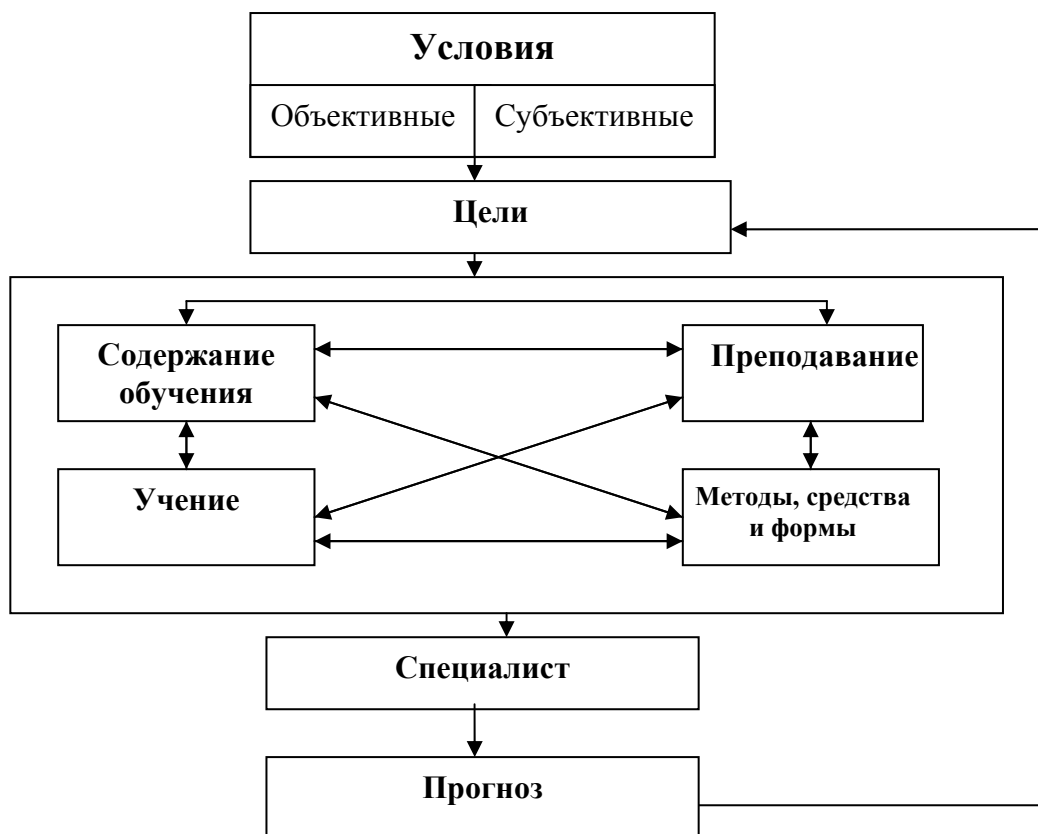 Условия
Объективные
Субъективные
Цели
Содержание
обучения
Преподавание
Учение
Методы, средства
и формы
Специалист
Прогноз